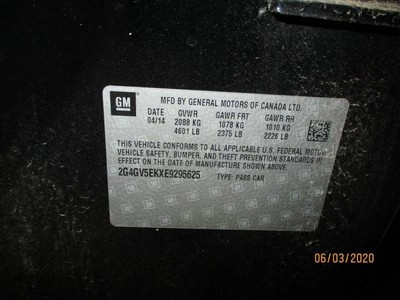 GM
MFD BY GENERAL MOTORS OF CANADA LTD.
DATE GVWR GAWR FRT GAWR RR
04/14 2088 KG 1078 KG 1010 KG
4601 LB 2375 LB 2226 LB
THIS VEHICLE CONFORMS TO ALL APPLICABLE U.S. FEDERAL MOTOR
VEHICLE SAFETY, BUMPER, AND THEFT PREVENTION STANDARDS IN
EFFECT ON THE DATE OF MANUFACTURE SHOWN ABOVE.
2G4GV5EKXE9295625 TYPE: PASS CAR
06/03/2020